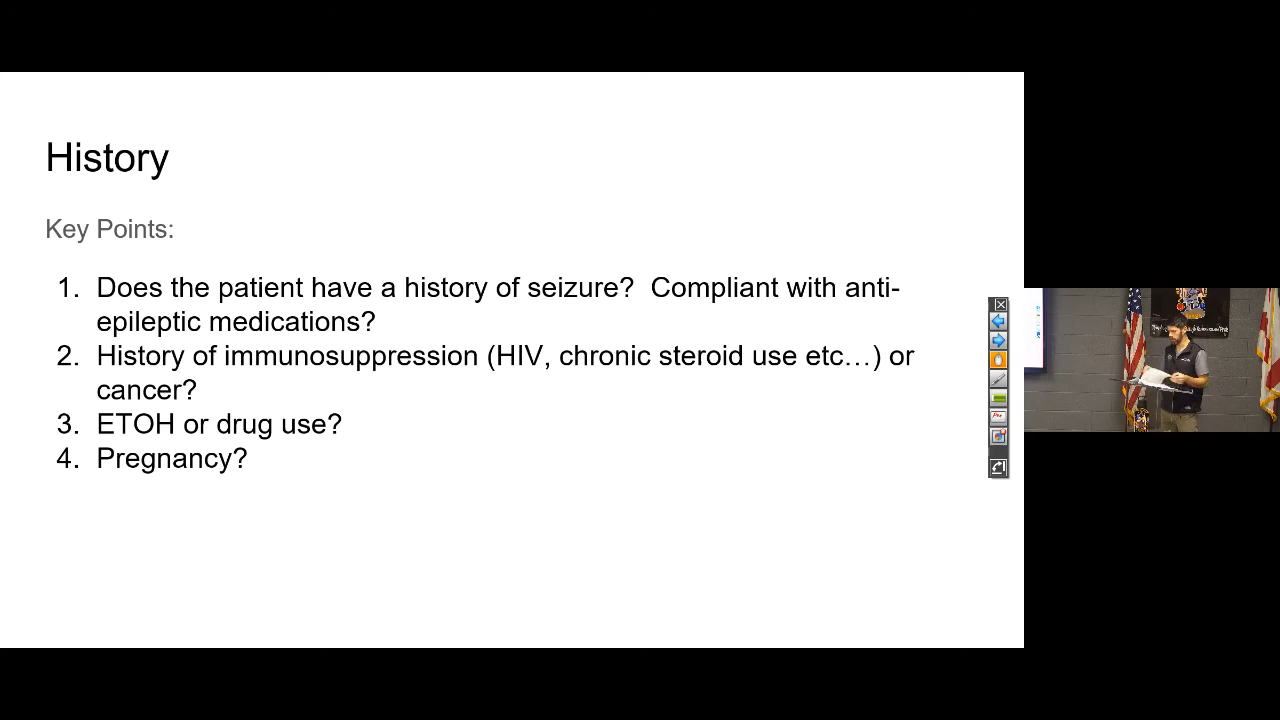 History
Key Points:
1. Does the patient have a history of seizure?  Compliant with anti-
epileptic medications?
2. History of immunosuppression (HIV, chronic steroid use etc…) or
cancer?
3. ETOH or drug use?
4. Pregnancy?